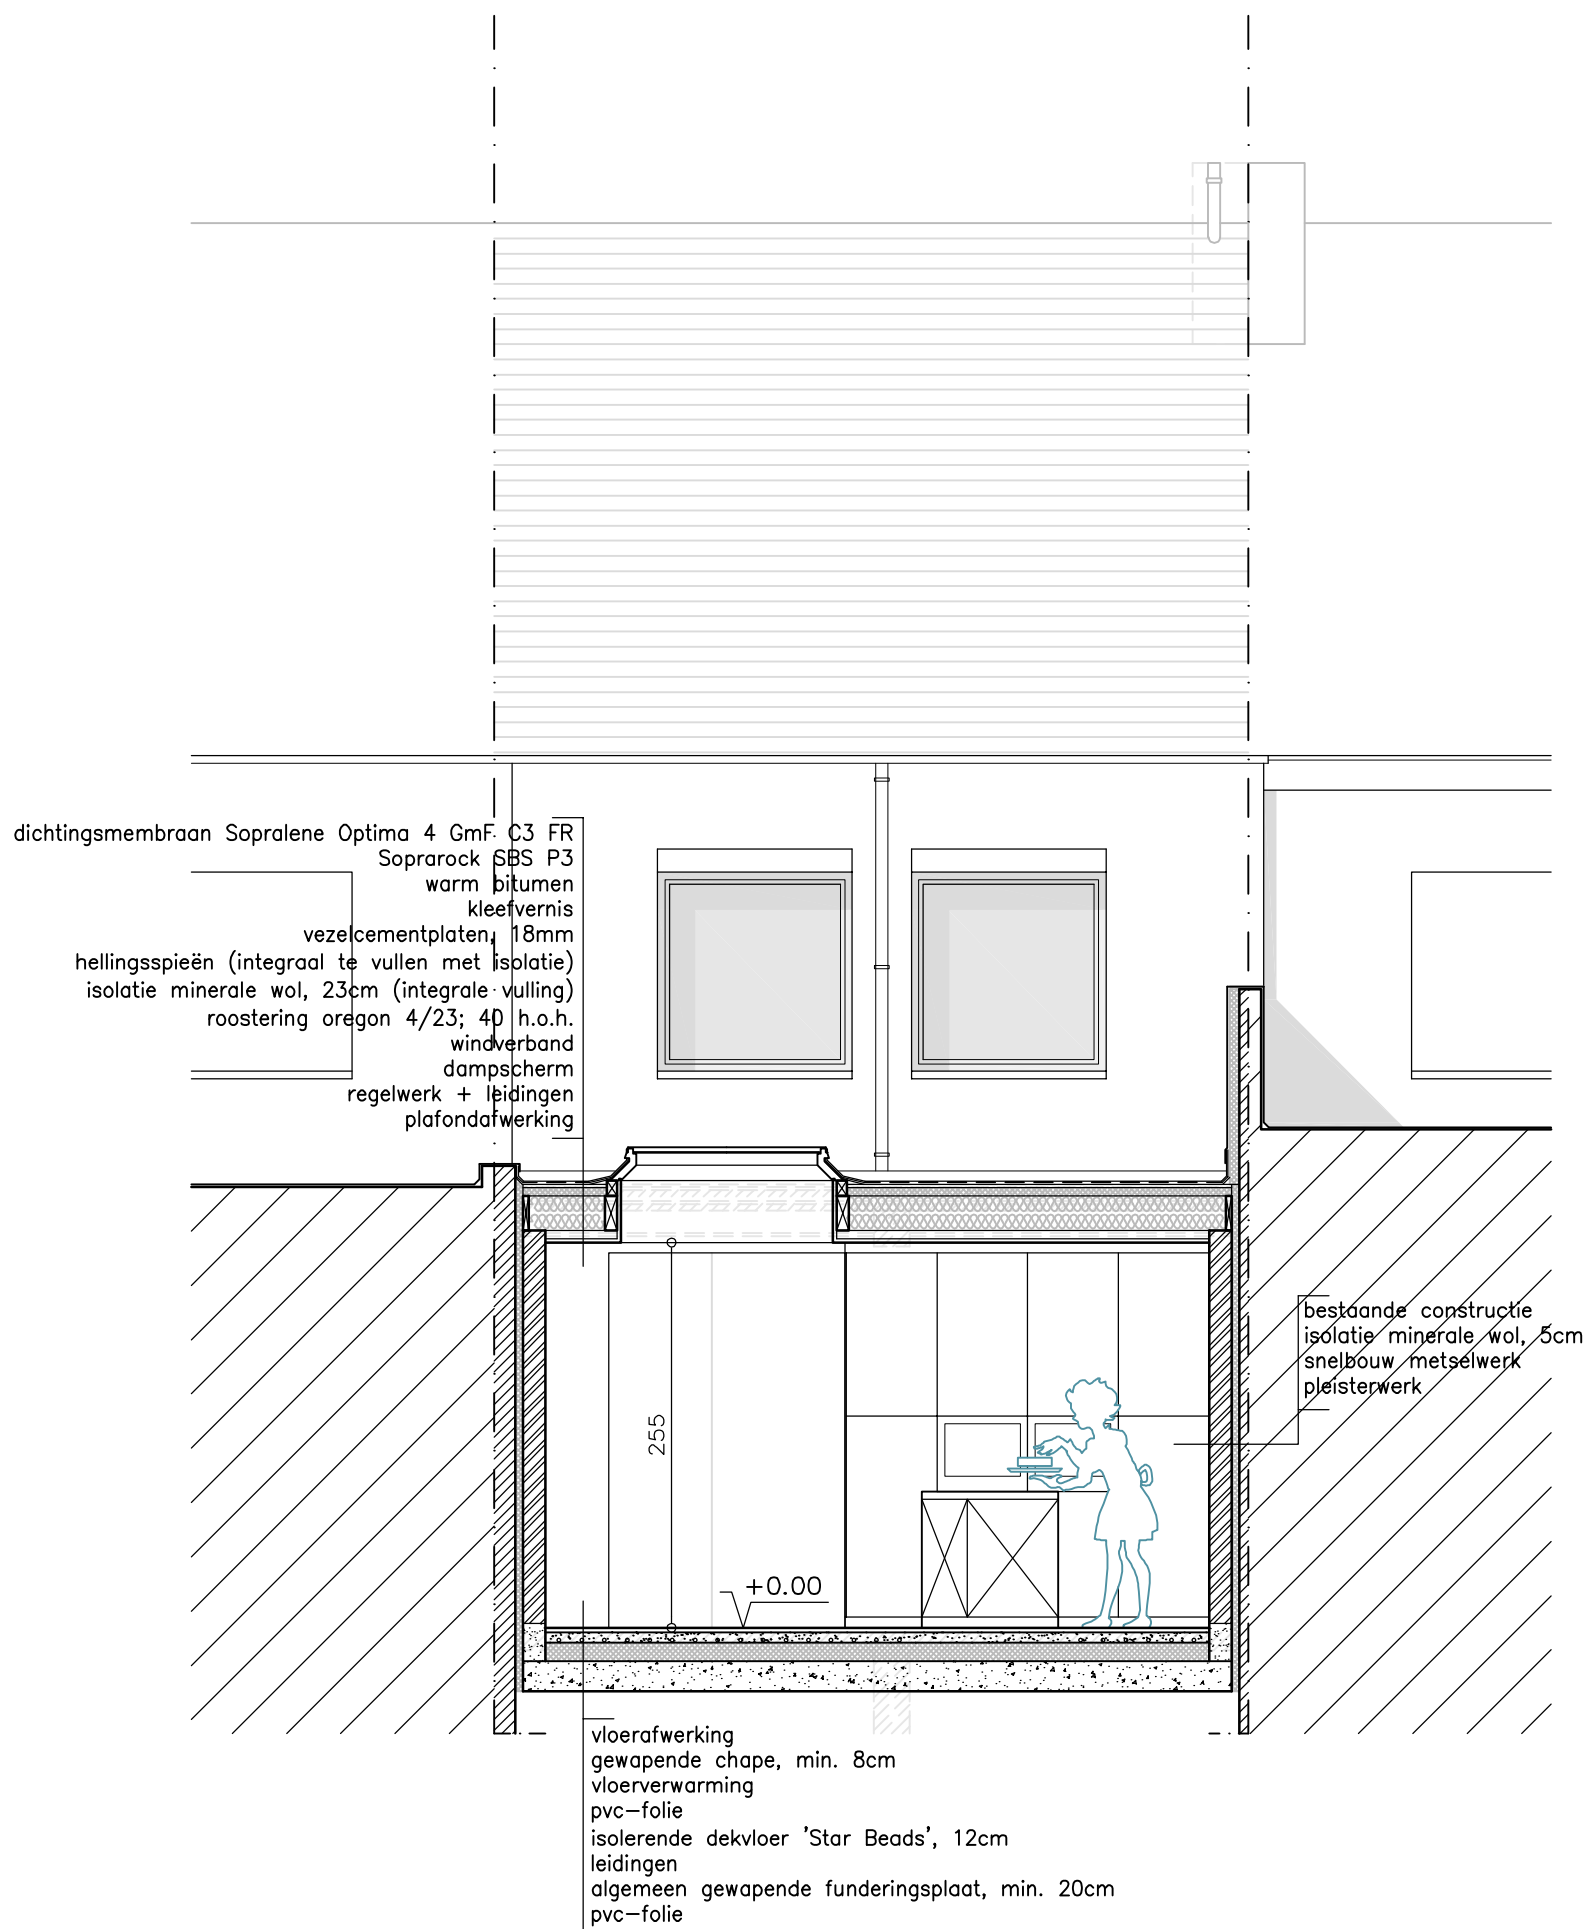 dichtingsmembraan Sopralene Optima 4 GmF C3 FR
Soprarock SBS P3
warm bitumen
kleefvernis
vezelcementplaten, 18mm
hellingsspieën (integraal te vullen met isolatie)
isolatie minerale wol, 23cm (integrale vulling)
roostering oregon 4/23; 40 h.o.h.
windverband
dampscherm
regelwerk + leidingen
plafondafwerking
bestaande constructie
isolatie minerale wol, 5cm
snelbouw metselwerk
pleisterwerk
255
+0.00
vloerafwerking
gewapende chape, min. 8cm
vloerverwarming
pvc-folie
isolerende dekvloer 'Star Beads', 12cm
leidingen
algemeen gewapende funderingsplaat, min. 20cm
pvc-folie